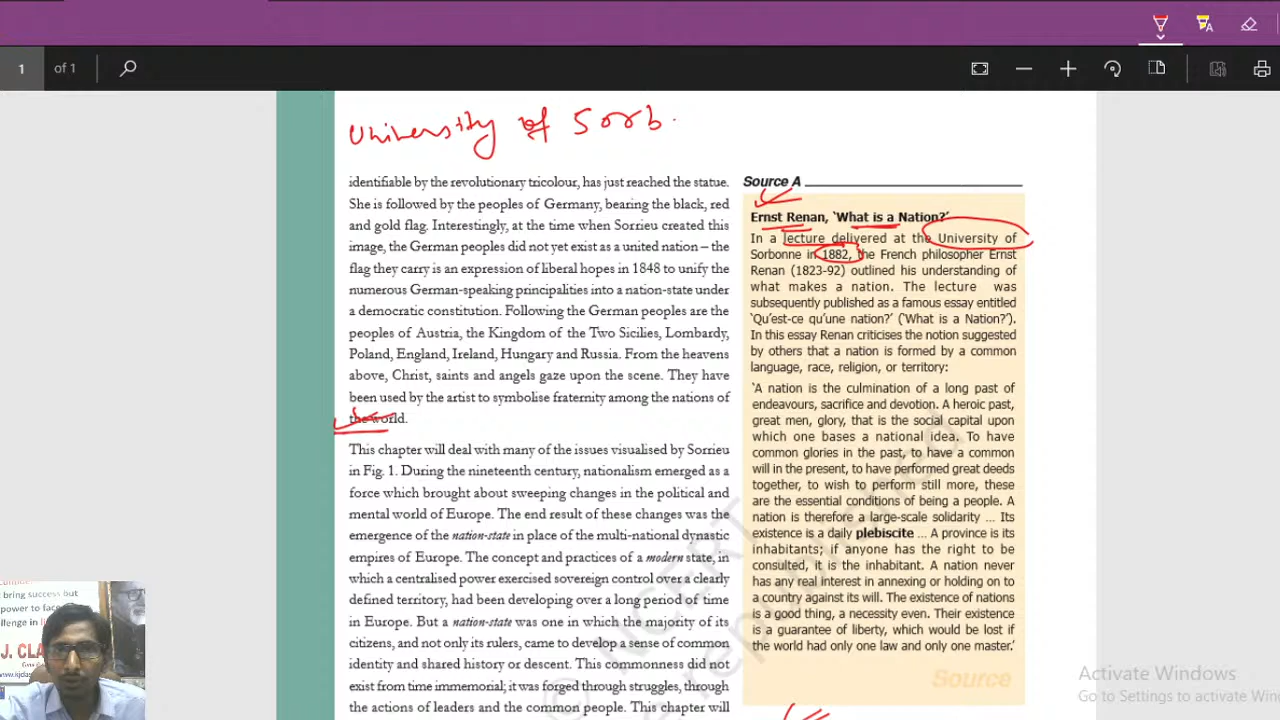 1
of 1
University of Sorb
identifiable by the revolutionary tricolour, has just reached the statue.
She is followed by the peoples of Germany, bearing the black, red
and gold flag. Interestingly, at the time when Sorrieu created this
image, the German peoples did not yet exist as a united nation – the
flag they carry is an expression of liberal hopes in 1848 to unify the
numerous German-speaking principalities into a nation-state under
a democratic constitution. Following the German peoples are the
peoples of Austria, the Kingdom of the Two Sicilies, Lombardy,
Poland, England, Ireland, Hungary and Russia. From the heavens
above, Christ, saints and angels gaze upon the scene. They have
been used by the artist to symbolise fraternity among the nations of
the world.
This chapter will deal with many of the issues visualised by Sorrieu
in Fig. 1. During the nineteenth century, nationalism emerged as a
force which brought about sweeping changes in the political and
mental world of Europe. The end result of these changes was the
emergence of the nation-state in place of the multi-national dynastic
empires of Europe. The concept and practices of a modern state, in
which a centralised power exercised sovereign control over a clearly
defined territory, had been developing over a long period of time
in Europe. But a nation-state was one in which the majority of its
citizens, and not only its rulers, came to develop a sense of common
identity and shared history or descent. This commonness did not
exist from time immemorial; it was forged through struggles, through
the actions of leaders and the common people. This chapter will
Source A
Ernst Renan, ‘What is a Nation?’
In a lecture delivered at the University of
Sorbonne in 1882, the French philosopher Ernst
Renan (1823-92) outlined his understanding of
what makes a nation. The lecture was
subsequently published as a famous essay entitled
‘Qu’est-ce qu’une nation?’ (‘What is a Nation?’).
In this essay Renan criticises the notion suggested
by others that a nation is formed by a common
language, race, religion, or territory:
‘A nation is the culmination of a long past of
endeavours, sacrifice and devotion. A heroic past,
great men, glory, that is the social capital upon
which one bases a national idea. To have
common glories in the past, to have a common
will in the present, to have performed great deeds
together, to wish to perform still more, these
are the essential conditions of being a people. A
nation is therefore a large-scale solidarity … Its
existence is a daily plebiscite … A province is its
inhabitants; if anyone has the right to be
consulted, it is the inhabitant. A nation never
has any real interest in annexing or holding on to
a country against its will. The existence of nations
is a good thing, a necessity even. Their existence
is a guarantee of liberty, which would be lost if
the world had only one law and only one master.’
Source
© NCERT
bring success but
power to face
J. CLA
Activate Windows
Go to Settings to activate Win